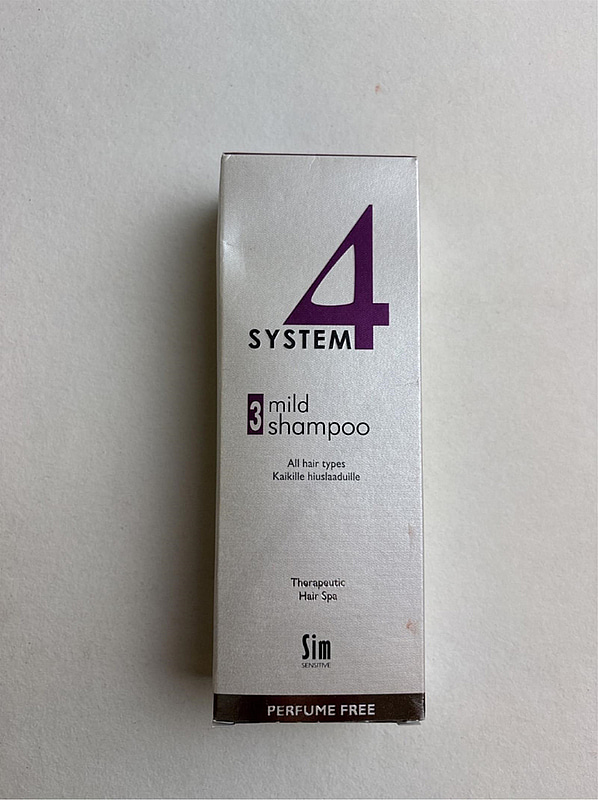 4
SYSTEM
3 mild
shampoo
All hair types
Kaikille hiuslaaduille
Therapeutic
Hair Spa
Sim
SENSITIVE
PERFUME FREE